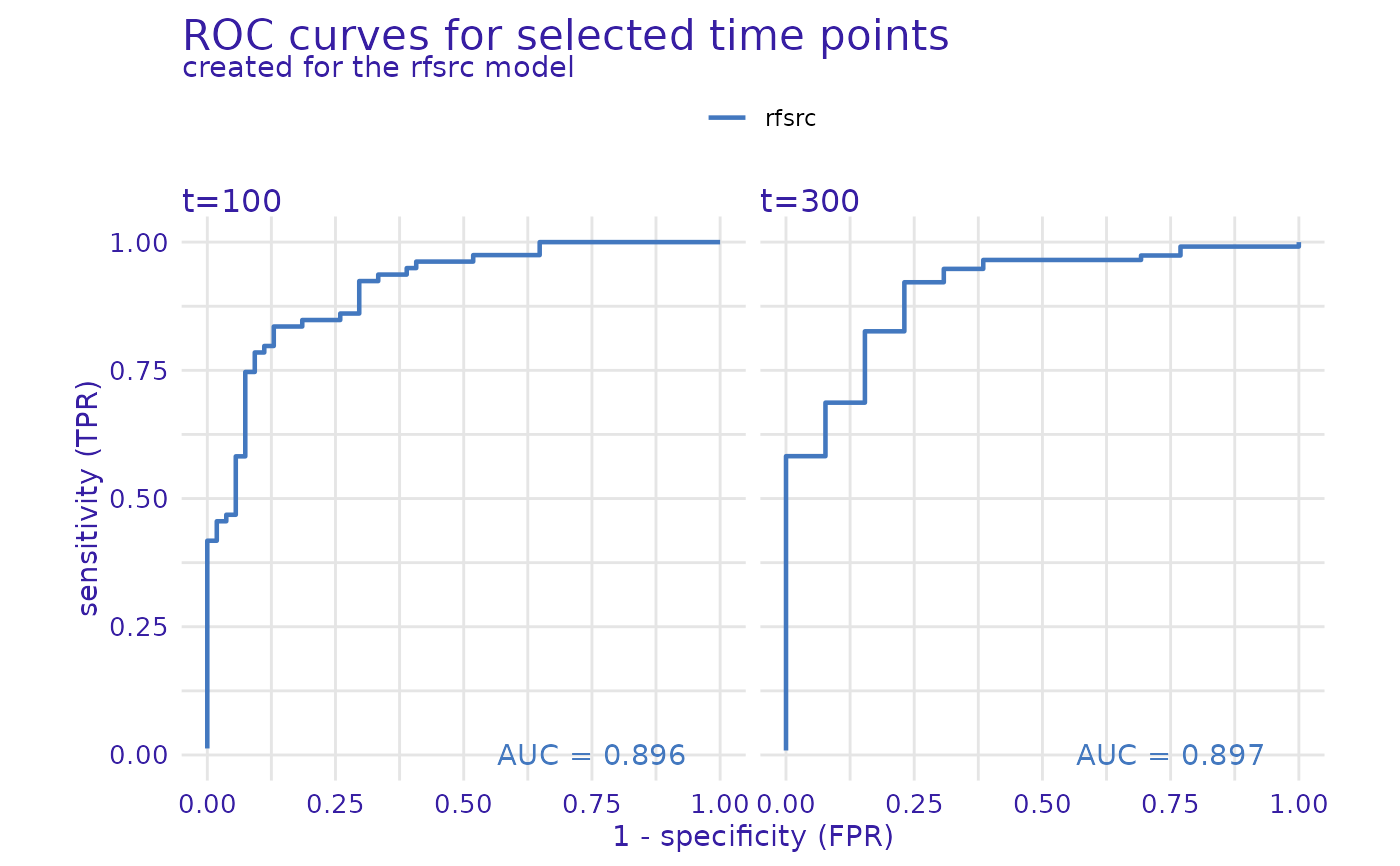 ROC curves for selected time points
created for the rfsrc model
rfsrc
t=100
t=300
1.00
0.75
0.50
0.25
0.00
sensitivity (TPR)
AUC = 0.896
AUC = 0.897
0.00 0.25 0.50 0.75 1.00 0.00 0.25 0.50 0.75 1.00
1 - specificity (FPR)